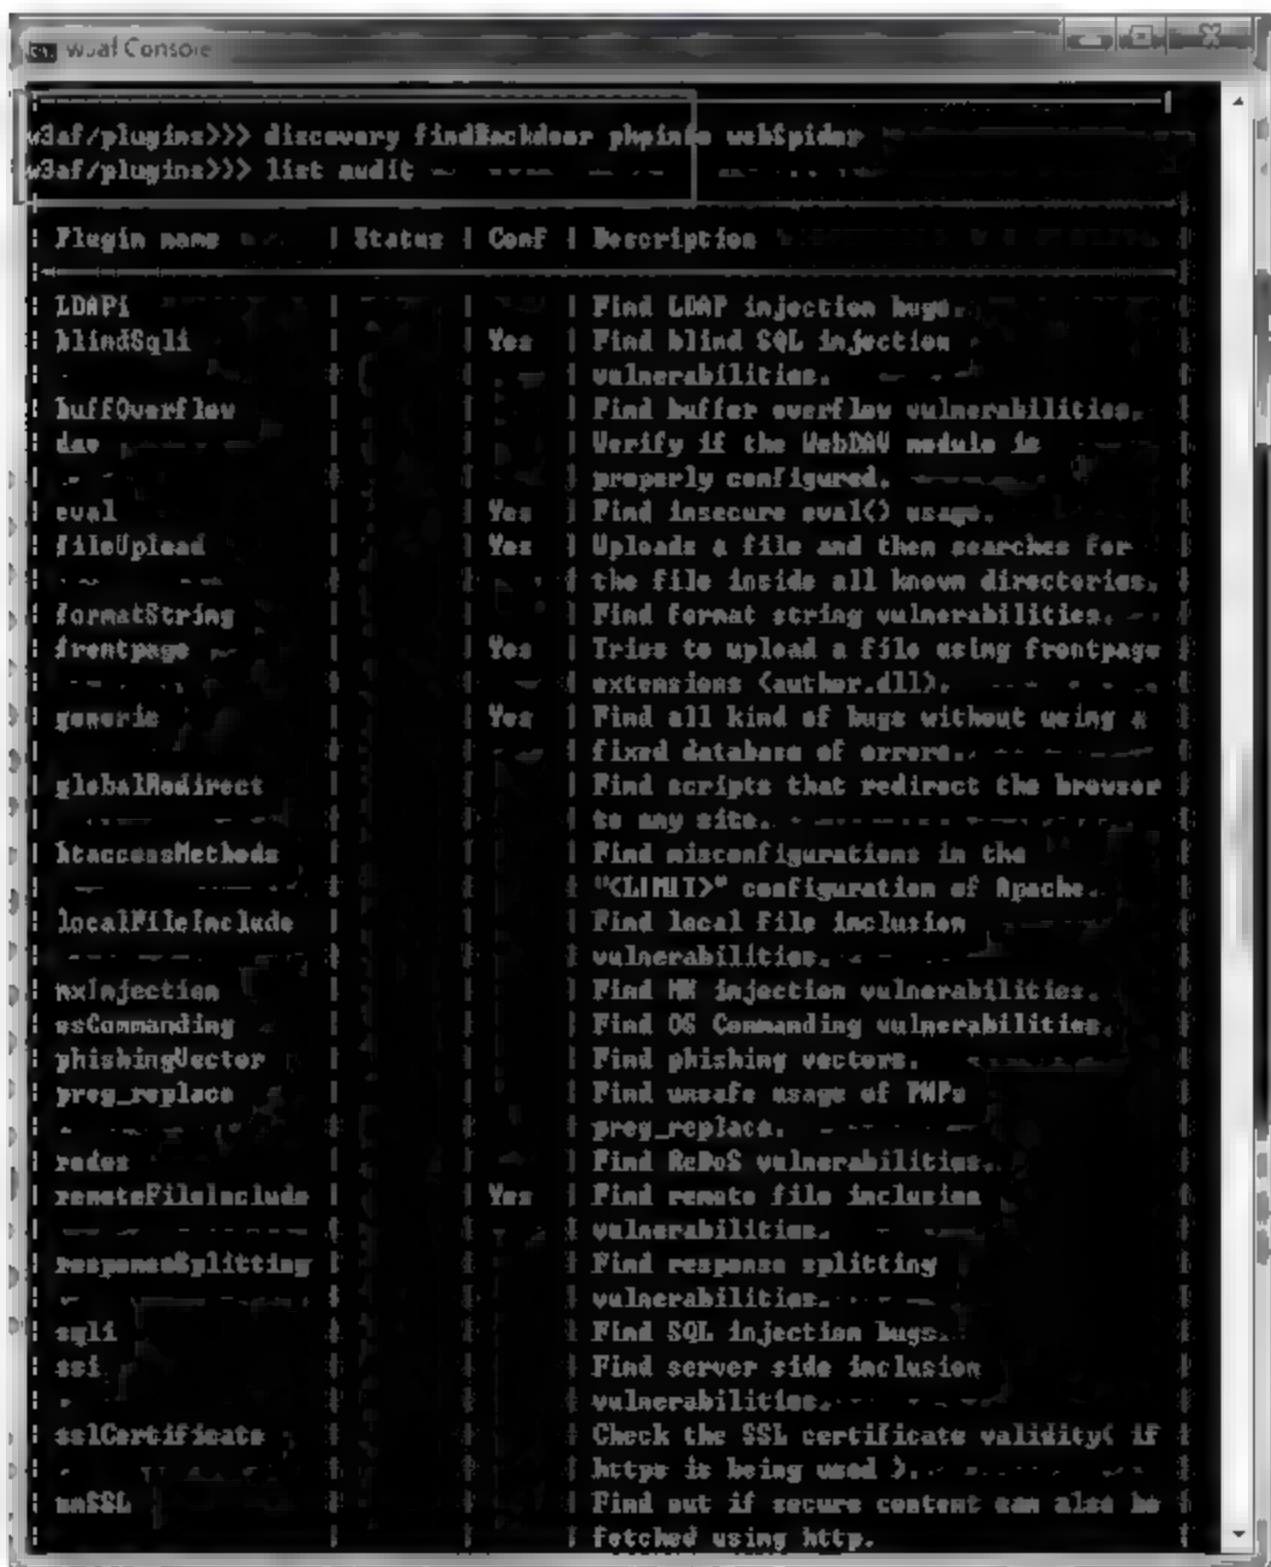 w3af Console
w3af/plugins>>> discovery findBackdoor phpinfo webSpider
w3af/plugins>>> list audit
| Plugin name | Status | Conf | Description |
| LDAPi | | | Find LDAP injection bugs. |
| blindSqli | | Yes | Find blind SQL injection |
| | | | vulnerabilities. |
| buffOverflow | | | Find buffer overflow vulnerabilities. |
| dav | | | Verify if the WebDAV module is |
| | | | properly configured. |
| eval | | Yes | Find insecure eval() usage. |
| fileUpload | | Yes | Uploads a file and then searches for |
| | | | the file inside all known directories. |
| formatString | | | Find format string vulnerabilities. |
| frontpage | | Yes | Tries to upload a file using frontpage |
| | | | extensions (author.dll). |
| generic | | Yes | Find all kind of bugs without using a |
| | | | fixed database of errors. |
| globalRedirect | | | Find scripts that redirect the browser |
| | | | to any site. |
| htaccessMethods | | | Find misconfigurations in the |
| | | | "<LIMIT>" configuration of Apache. |
| localFileInclude | | | Find local file inclusion |
| | | | vulnerabilities. |
| mxInjection | | | Find MX injection vulnerabilities. |
| osCommanding | | | Find OS Commanding vulnerabilities. |
| phishingVector | | | Find phishing vectors. |
| preg_replace | | | Find unsafe usage of PHPs |
| | | | preg_replace. |
| redos | | | Find ReDoS vulnerabilities. |
| remoteFileInclude | | Yes | Find remote file inclusion |
| | | | vulnerabilities. |
| responseSplitting | | | Find response splitting |
| | | | vulnerabilities. |
| sqli | | | Find SQL injection bugs. |
| ssi | | | Find server side inclusion |
| | | | vulnerabilities. |
| sslCertificate | | | Check the SSL certificate validity( if |
| | | | https is being used ). |
| unSSL | | | Find out if secure content can also be |
| | | | fetched using http. |